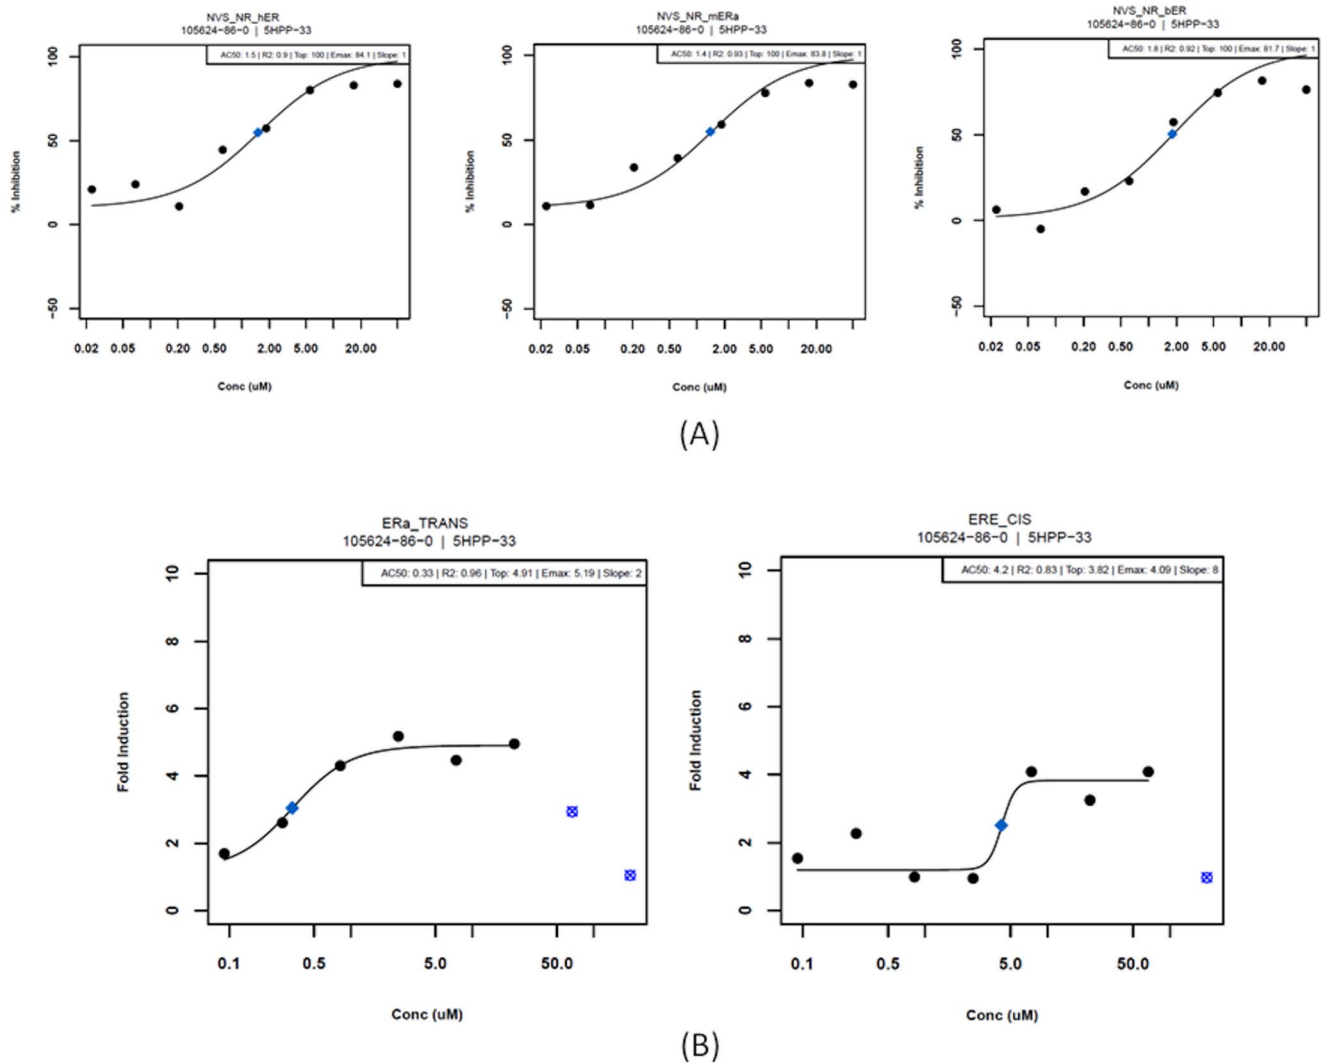 NVS_NR_hER
105624-86-0 | 5HPP-33
AC50: 1.5 | R2: 0.9 | Top: 100 | Emax: 84.1 | Slope: 1
% Inhibition
100
50
0
-50
0.02 0.05 0.20 0.50 2.00 5.00 20.00
Conc (uM)
NVS_NR_mERa
105624-86-0 | 5HPP-33
AC50: 1.4 | R2: 0.93 | Top: 100 | Emax: 83.8 | Slope: 1
% Inhibition
100
50
0
-50
0.02 0.05 0.20 0.50 2.00 5.00 20.00
Conc (uM)
NVS_NR_bER
105624-86-0 | 5HPP-33
AC50: 1.8 | R2: 0.92 | Top: 100 | Emax: 81.7 | Slope: 1
% Inhibition
100
50
0
-50
0.02 0.05 0.20 0.50 2.00 5.00 20.00
Conc (uM)
(A)
ERa_TRANS
105624-86-0 | 5HPP-33
AC50: 0.33 | R2: 0.96 | Top: 4.91 | Emax: 5.19 | Slope: 2
Fold Induction
10
8
6
4
2
0
0.1 0.5 5.0 50.0
Conc (uM)
ERE_CIS
105624-86-0 | 5HPP-33
AC50: 4.2 | R2: 0.83 | Top: 3.82 | Emax: 4.09 | Slope: 8
Fold Induction
10
8
6
4
2
0
0.1 0.5 5.0 50.0
Conc (uM)
(B)